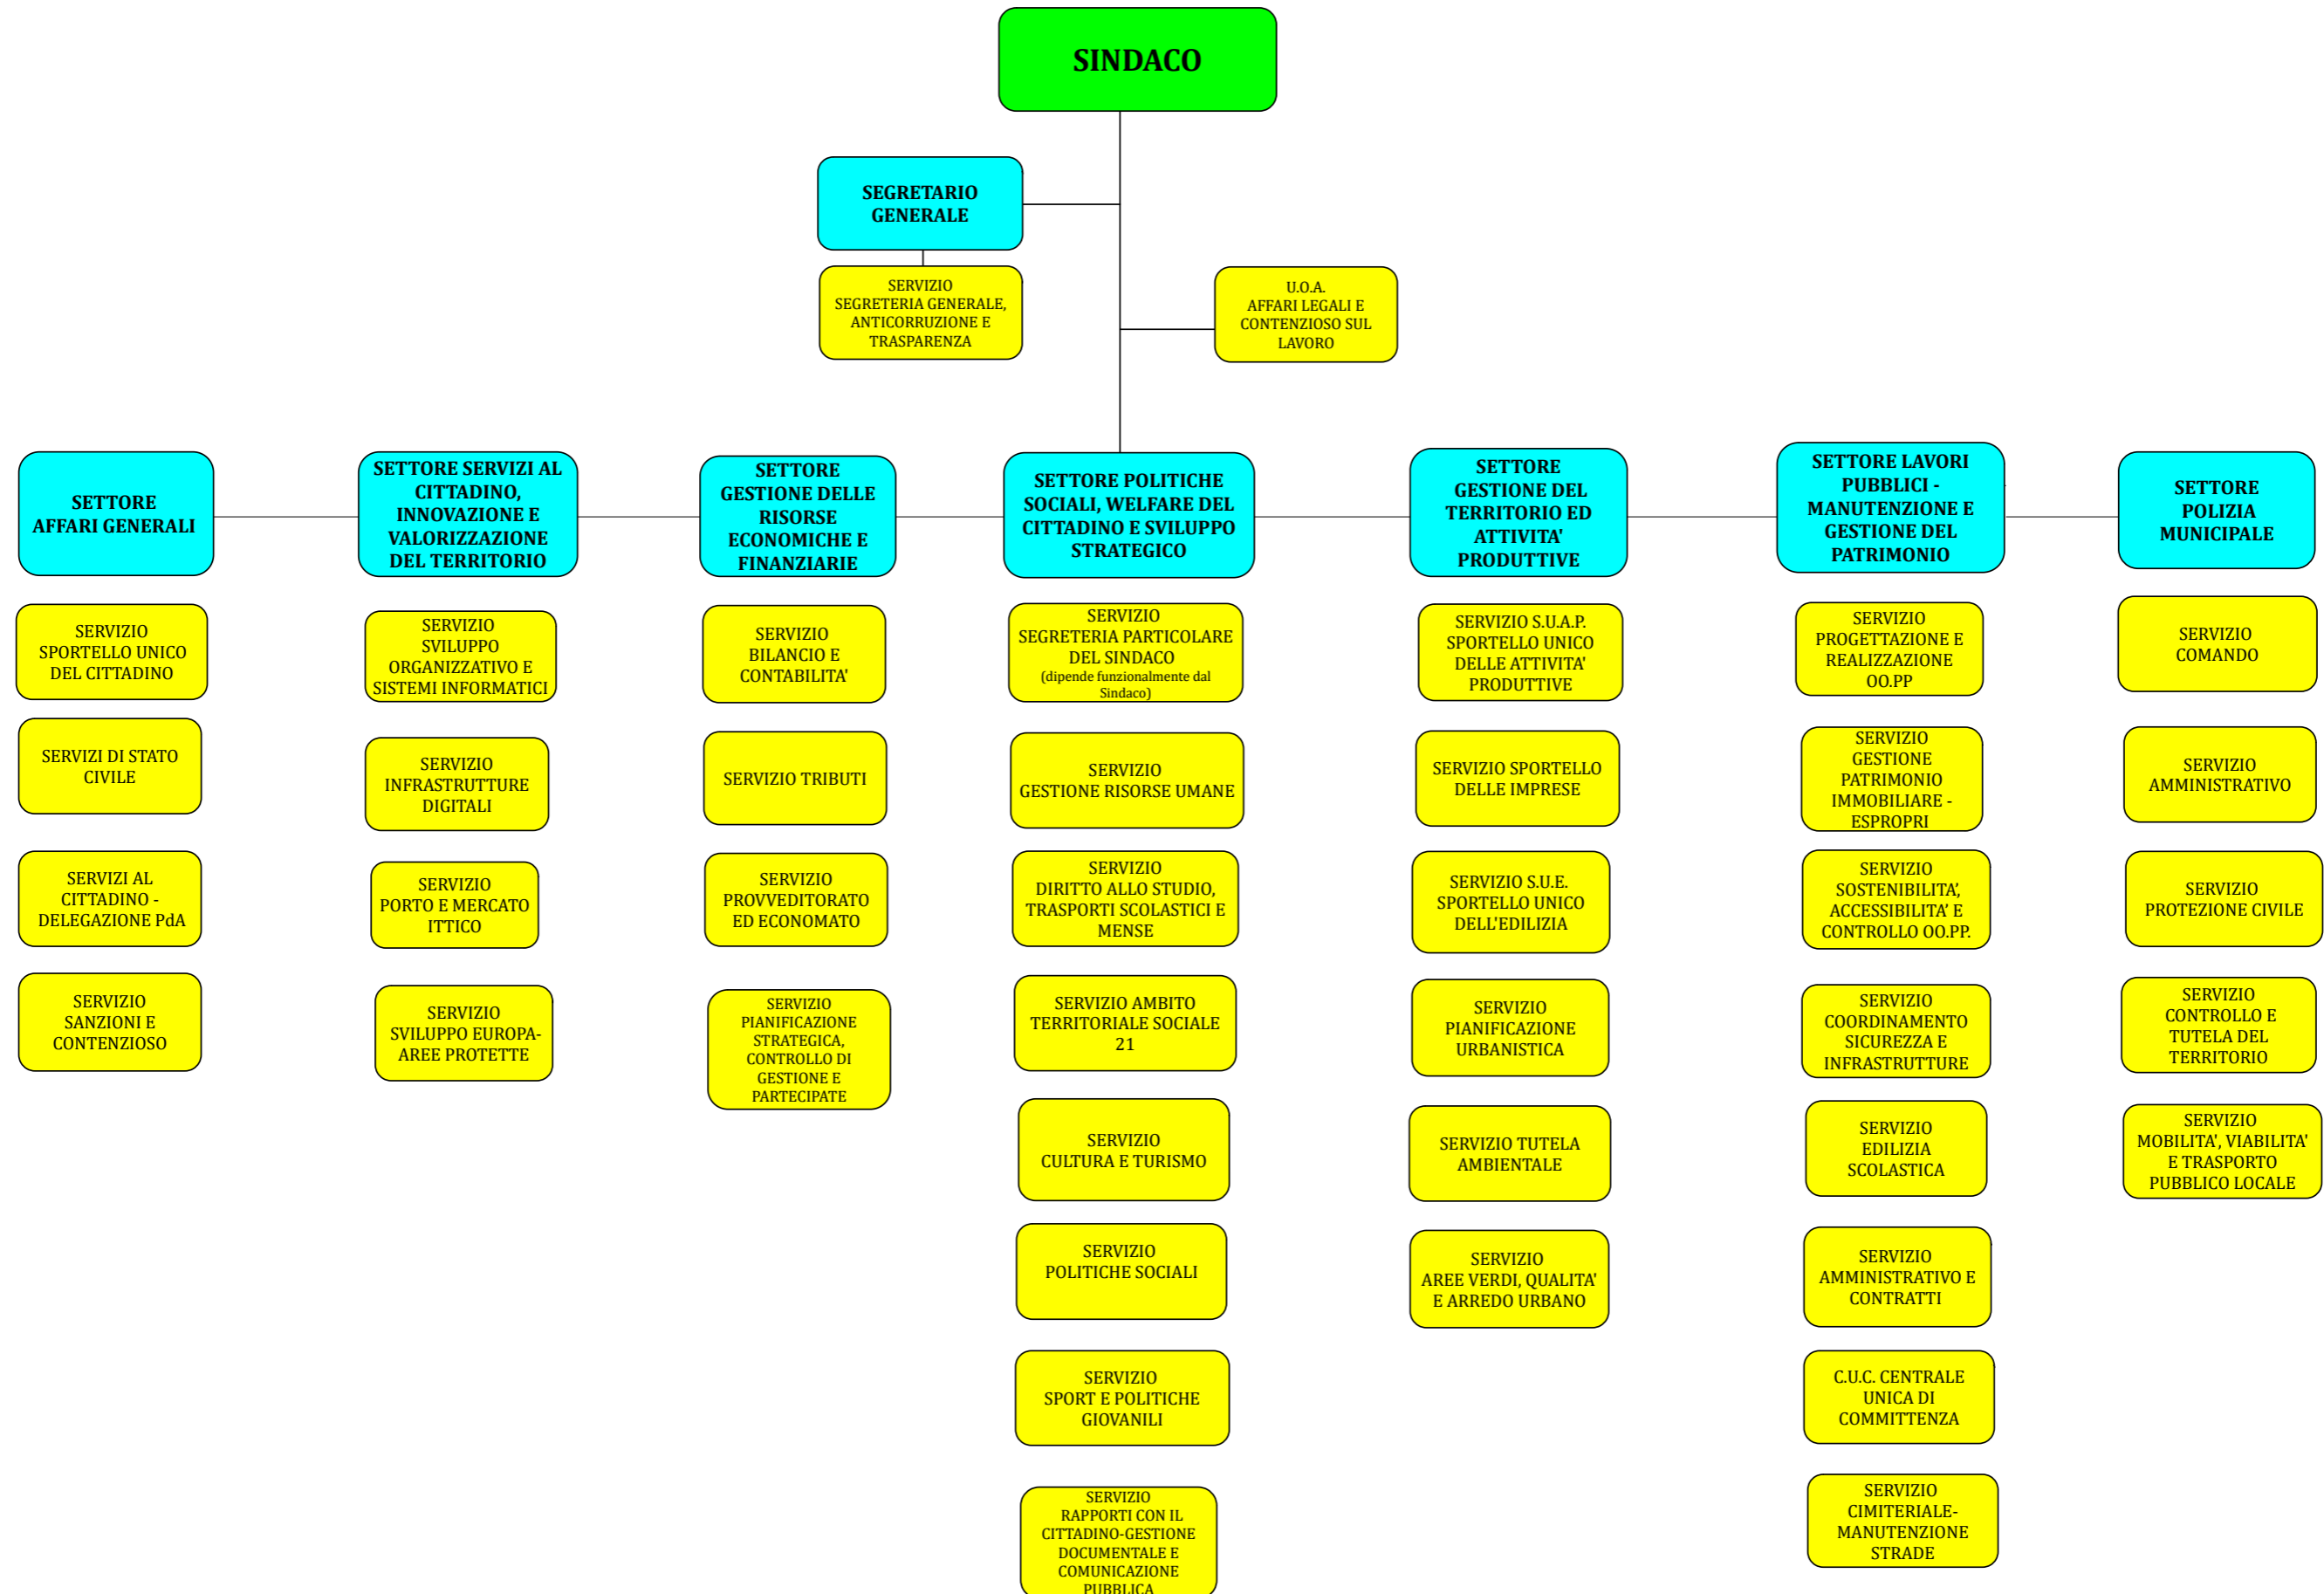 SINDACO
SEGRETARIO
GENERALE
SERVIZIO
SEGRETERIA GENERALE,
ANTICORRUZIONE E
TRASPARENZA
U.O.A.
AFFARI LEGALI E
CONTENZIOSO SUL
LAVORO
SETTORE
AFFARI GENERALI
SERVIZIO
SPORTELLO UNICO
DEL CITTADINO
SERVIZI DI STATO
CIVILE
SERVIZI AL
CITTADINO -
DELEGAZIONE PdA
SERVIZIO
SANZIONI E
CONTENZIOSO
SETTORE SERVIZI AL
CITTADINO,
INNOVAZIONE E
VALORIZZAZIONE
DEL TERRITORIO
SERVIZIO
SVILUPPO
ORGANIZZATIVO E
SISTEMI INFORMATICI
SERVIZIO
INFRASTRUTTURE
DIGITALI
SERVIZIO
PORTO E MERCATO
ITTICO
SERVIZIO
SVILUPPO EUROPA-
AREE PROTETTE
SETTORE
GESTIONE DELLE
RISORSE
ECONOMICHE E
FINANZIARIE
SERVIZIO
BILANCIO E
CONTABILITA'
SERVIZIO TRIBUTI
SERVIZIO
PROVVEDITORATO
ED ECONOMATO
SERVIZIO
PIANIFICAZIONE
STRATEGICA,
CONTROLLO DI
GESTIONE E
PARTECIPATE
SETTORE POLITICHE
SOCIALI, WELFARE DEL
CITTADINO E SVILUPPO
STRATEGICO
SERVIZIO
SEGRETERIA PARTICOLARE
DEL SINDACO
(dipende funzionalmente dal
Sindaco)
SERVIZIO
GESTIONE RISORSE UMANE
SERVIZIO
DIRITTO ALLO STUDIO,
TRASPORTI SCOLASTICI E
MENSE
SERVIZIO AMBITO
TERRITORIALE SOCIALE
21
SERVIZIO
CULTURA E TURISMO
SERVIZIO
POLITICHE SOCIALI
SERVIZIO
SPORT E POLITICHE
GIOVANILI
SERVIZIO
RAPPORTI CON IL
CITTADINO-GESTIONE
DOCUMENTALE E
COMUNICAZIONE
PUBBLICA
SETTORE
GESTIONE DEL
TERRITORIO ED
ATTIVITA'
PRODUTTIVE
SERVIZIO S.U.A.P.
SPORTELLO UNICO
DELLE ATTIVITA'
PRODUTTIVE
SERVIZIO SPORTELLO
DELLE IMPRESE
SERVIZIO S.U.E.
SPORTELLO UNICO
DELL'EDILIZIA
SERVIZIO
PIANIFICAZIONE
URBANISTICA
SERVIZIO TUTELA
AMBIENTALE
SERVIZIO
AREE VERDI, QUALITA'
E ARREDO URBANO
SETTORE LAVORI
PUBBLICI -
MANUTENZIONE E
GESTIONE DEL
PATRIMONIO
SERVIZIO
PROGETTAZIONE E
REALIZZAZIONE
OO.PP
SERVIZIO
GESTIONE
PATRIMONIO
IMMOBILIARE -
ESPROPRI
SERVIZIO
SOSTENIBILITA’,
ACCESSIBILITA’ E
CONTROLLO OO.PP.
SERVIZIO
COORDINAMENTO
SICUREZZA E
INFRASTRUTTURE
SERVIZIO
EDILIZIA
SCOLASTICA
SERVIZIO
AMMINISTRATIVO E
CONTRATTI
C.U.C. CENTRALE
UNICA DI
COMMITTENZA
SERVIZIO
CIMITERIALE-
MANUTENZIONE
STRADE
SETTORE
POLIZIA
MUNICIPALE
SERVIZIO
COMANDO
SERVIZIO
AMMINISTRATIVO
SERVIZIO
PROTEZIONE CIVILE
SERVIZIO
CONTROLLO E
TUTELA DEL
TERRITORIO
SERVIZIO
MOBILITA', VIABILITA'
E TRASPORTO
PUBBLICO LOCALE